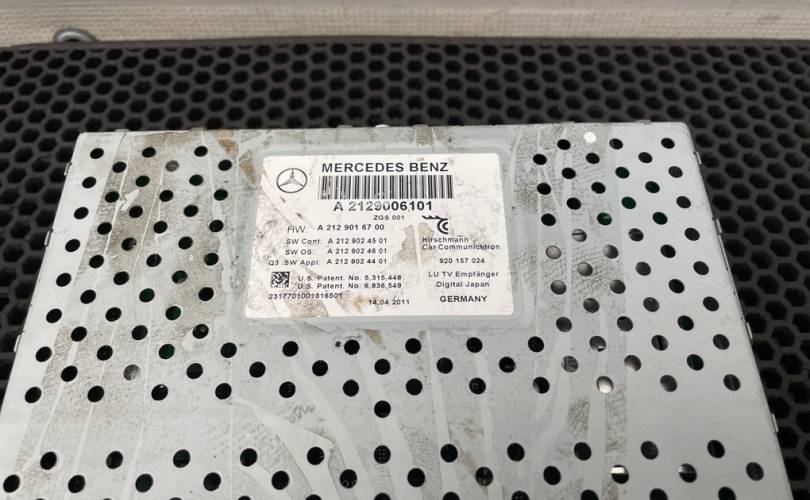 MERCEDES BENZ
A 2129006101
ZGS 001
HW: A 212 901 67 00
SW Cont: A 212 902 45 01
SW OS: A 212 902 46 01
Q3 SW Appl: A 212 902 44 01
Hirschmann
Car Communication
920 157 024
U.S. Patent. No. 5,315,448
U.S. Patent. No. 6,836,549
2317701001316501
14.04.2011
LU TV Empfänger
Digital Japan
GERMANY